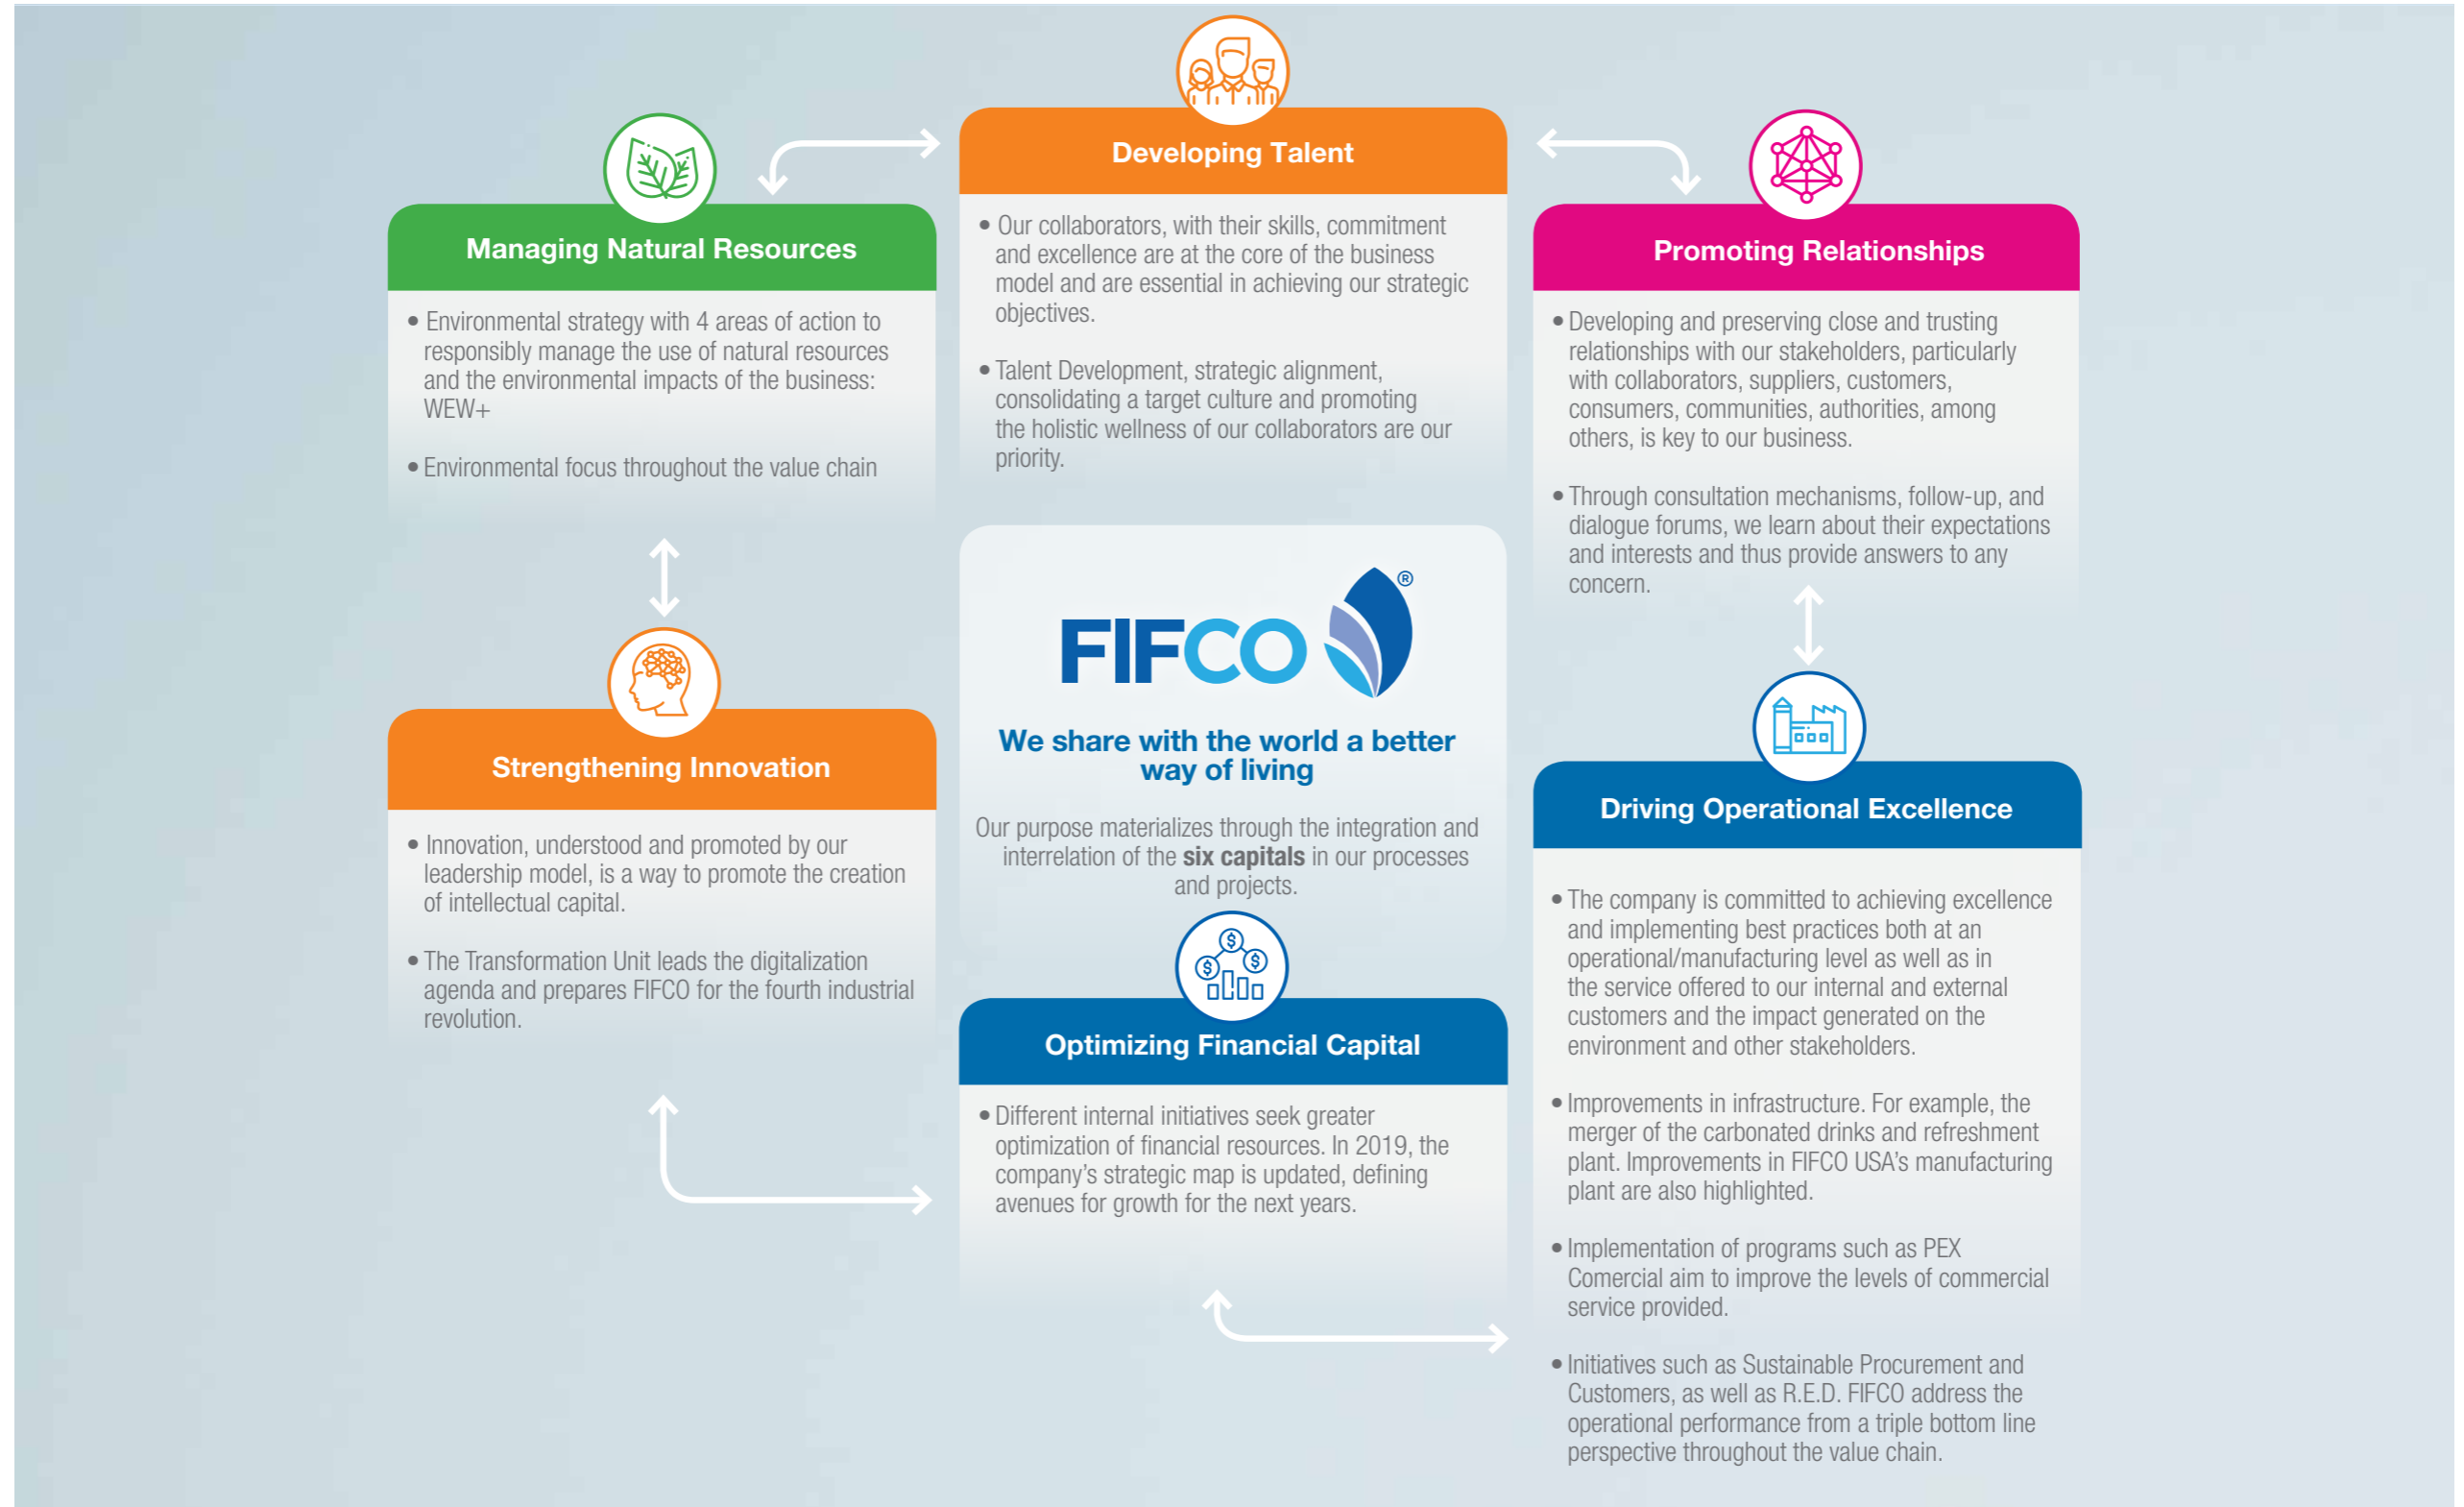 Developing Talent
• Our collaborators, with their skills, commitment
and excellence are at the core of the business
model and are essential in achieving our strategic
objectives.
• Talent Development, strategic alignment,
consolidating a target culture and promoting
the holistic wellness of our collaborators are our
priority.
Managing Natural Resources
• Environmental strategy with 4 areas of action to
responsibly manage the use of natural resources
and the environmental impacts of the business:
WEW+
• Environmental focus throughout the value chain
Promoting Relationships
• Developing and preserving close and trusting
relationships with our stakeholders, particularly
with collaborators, suppliers, customers,
consumers, communities, authorities, among
others, is key to our business.
• Through consultation mechanisms, follow-up, and
dialogue forums, we learn about their expectations
and interests and thus provide answers to any
concern.
FIFCO ®
We share with the world a better
way of living
Our purpose materializes through the integration and
interrelation of the six capitals in our processes
and projects.
Strengthening Innovation
• Innovation, understood and promoted by our
leadership model, is a way to promote the creation
of intellectual capital.
• The Transformation Unit leads the digitalization
agenda and prepares FIFCO for the fourth industrial
revolution.
$
$
$
Optimizing Financial Capital
• Different internal initiatives seek greater
optimization of financial resources. In 2019, the
company's strategic map is updated, defining
avenues for growth for the next years.
Driving Operational Excellence
• The company is committed to achieving excellence
and implementing best practices both at an
operational/manufacturing level as well as in
the service offered to our internal and external
customers and the impact generated on the
environment and other stakeholders.
• Improvements in infrastructure. For example, the
merger of the carbonated drinks and refreshment
plant. Improvements in FIFCO USA's manufacturing
plant are also highlighted.
• Implementation of programs such as PEX
Comercial aim to improve the levels of commercial
service provided.
• Initiatives such as Sustainable Procurement and
Customers, as well as R.E.D. FIFCO address the
operational performance from a triple bottom line
perspective throughout the value chain.